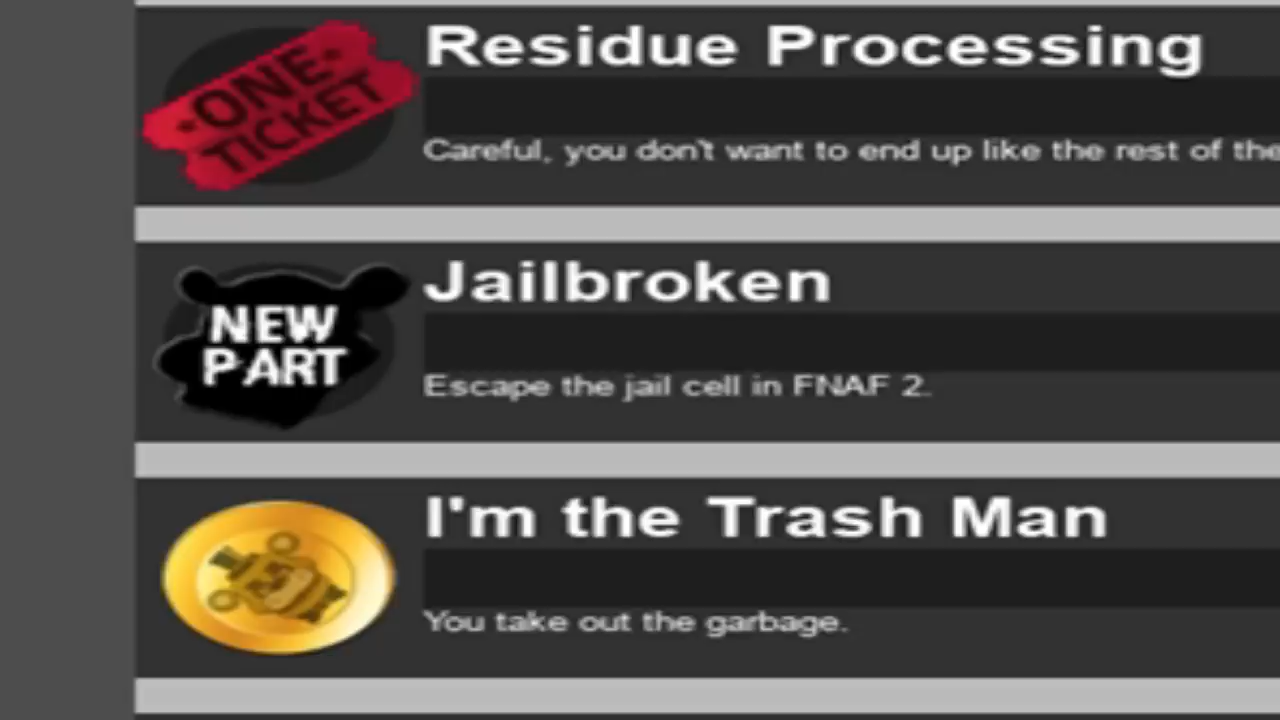 ONE
TICKET
Residue Processing
Careful, you don't want to end up like the rest of the
NEW
PART
Jailbroken
Escape the jail cell in FNAF 2.
I'm the Trash Man
You take out the garbage.